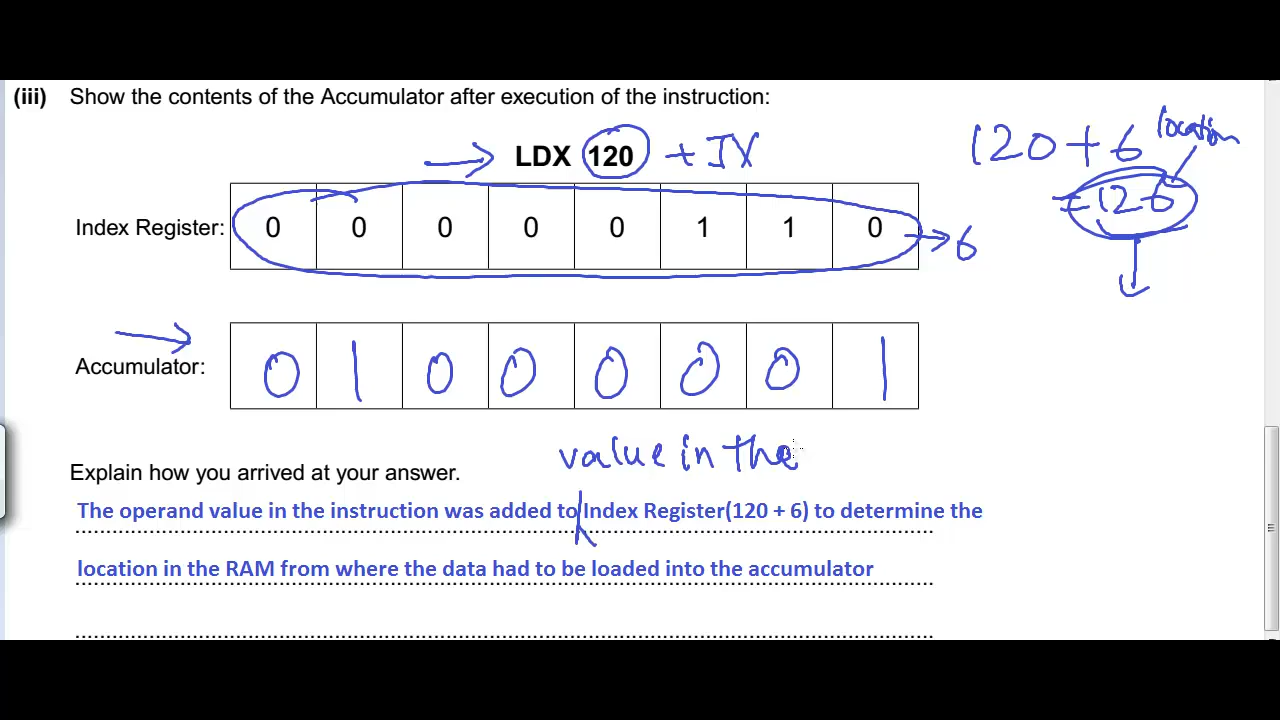 (iii) Show the contents of the Accumulator after execution of the instruction:
LDX 120 + IX
120 + 6 location
= 126
Index Register: 0 0 0 0 0 1 1 0 → 6
Accumulator: 0 1 0 0 0 0 0 1
value in the
Explain how you arrived at your answer.
The operand value in the instruction was added to Index Register(120 + 6) to determine the
location in the RAM from where the data had to be loaded into the accumulator